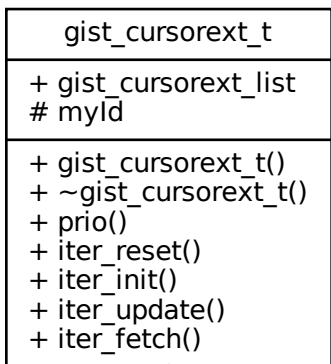 gist_cursorext_t
+ gist_cursorext_list
# myId
+ gist_cursorext_t()
+ ~gist_cursorext_t()
+ prio()
+ iter_reset()
+ iter_init()
+ iter_update()
+ iter_fetch()